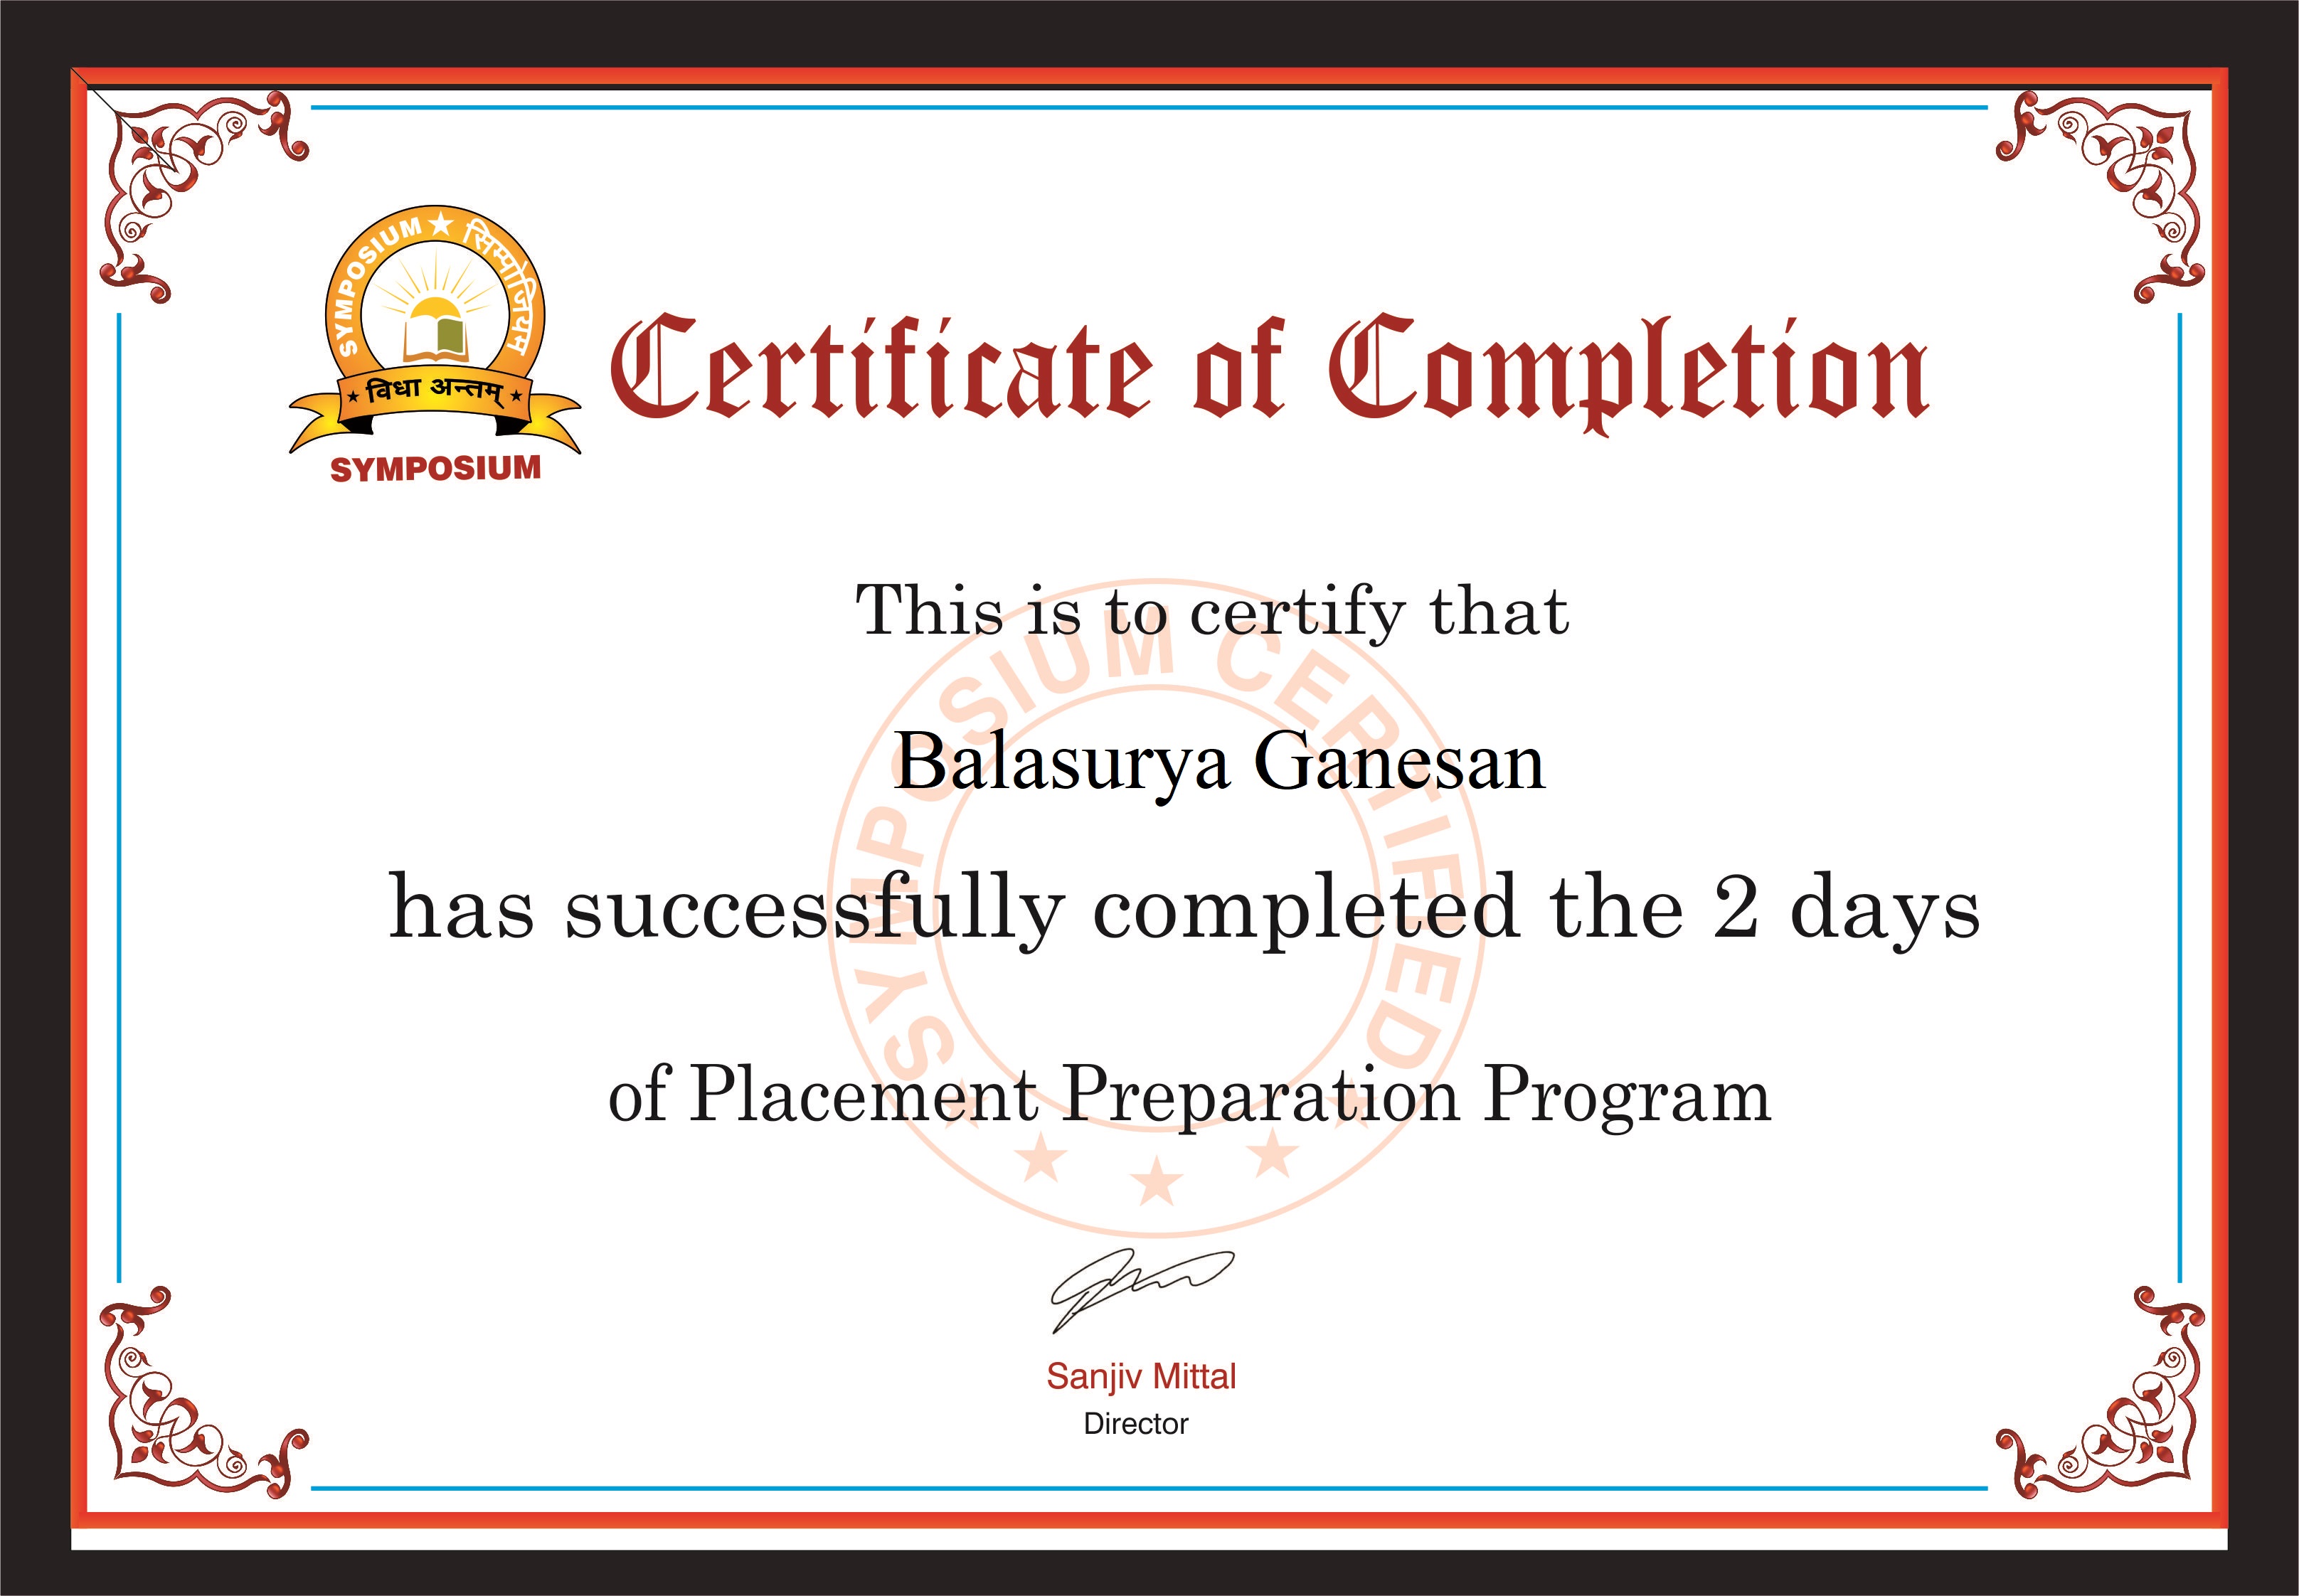 SYMPOSIUM ★ सिम्पोजियम
★ विधा अन्तम् ★
SYMPOSIUM
Certificate of Completion
This is to certify that
Balasurya Ganesan
has successfully completed the 2 days
of Placement Preparation Program
SYMPOSIUM CERTIFIED
Sanjiv Mittal
Director